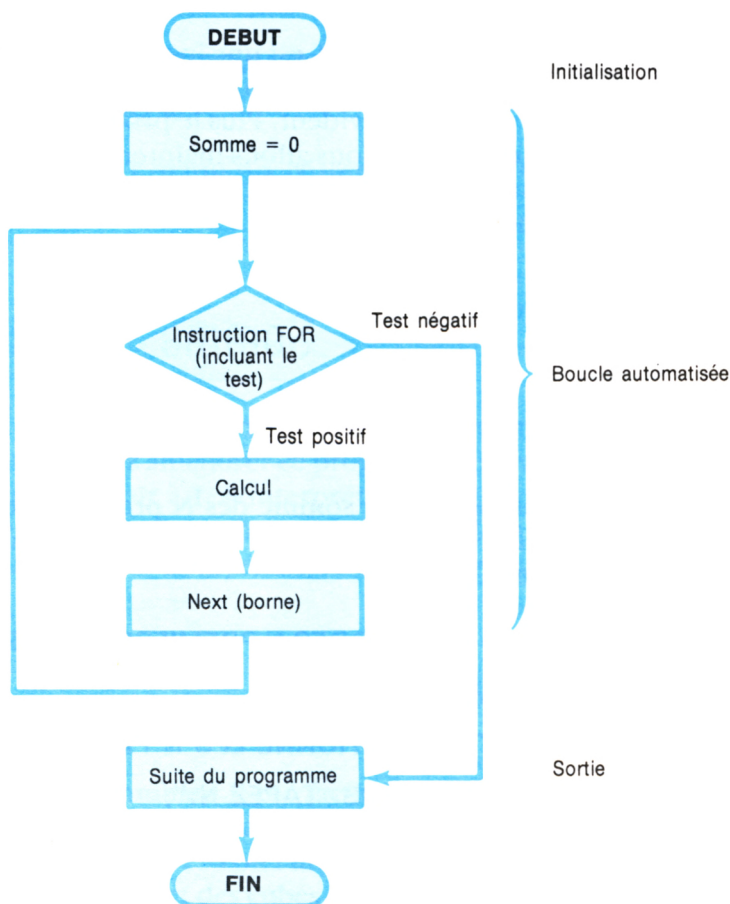 DEBUT
Initialisation
Somme = 0
Test négatif
Instruction FOR
(incluant le
test)
Boucle automatisée
Test positif
Calcul
Next (borne)
Suite du programme
Sortie
FIN